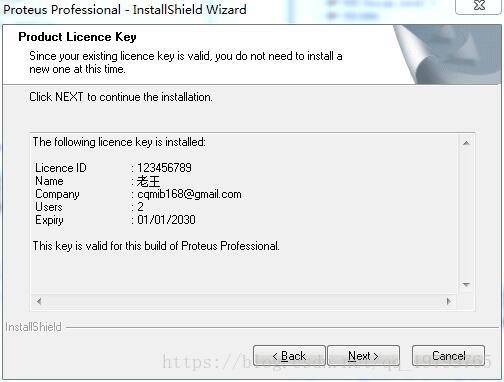 Proteus Professional - InstallShield Wizard
Product Licence Key
Since your existing licence key is valid, you do not need to install a
new one at this time.
Click NEXT to continue the installation.
The following licence key is installed:
Licence ID : 123456789
Name : 老王
Company : cqmib168@gmail.com
Users : 2
Expiry : 01/01/2030
This key is valid for this build of Proteus Professional.
InstallShield
< Back
Next >
Cancel